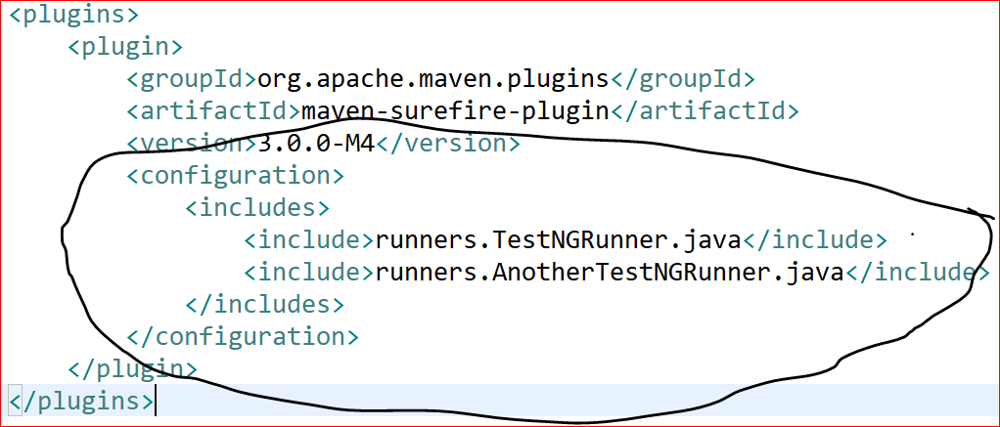 <plugins>
<plugin>
<groupId>org.apache.maven.plugins</groupId>
<artifactId>maven-surefire-plugin</artifactId>
<version>3.0.0-M4</version>
<configuration>
<includes>
<include>runners.TestNGRunner.java</include>
<include>runners.AnotherTestNGRunner.java</include>
</includes>
</configuration>
</plugin>
</plugins>